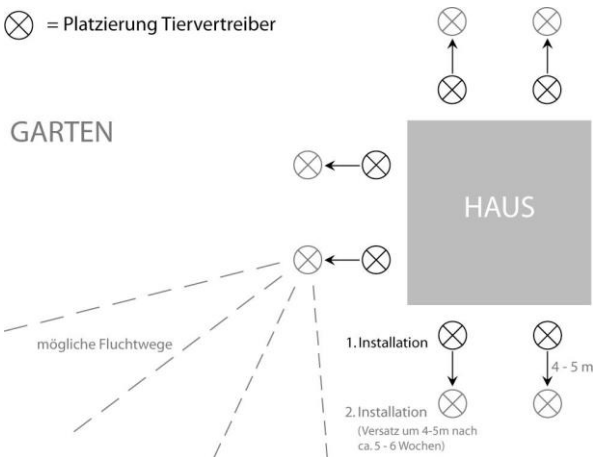 = Platzierung Tiervertreiber
GARTEN
HAUS
mögliche Fluchtwege
1. Installation
4 - 5 m
2. Installation
(Versatz um 4-5m nach
ca. 5 - 6 Wochen)